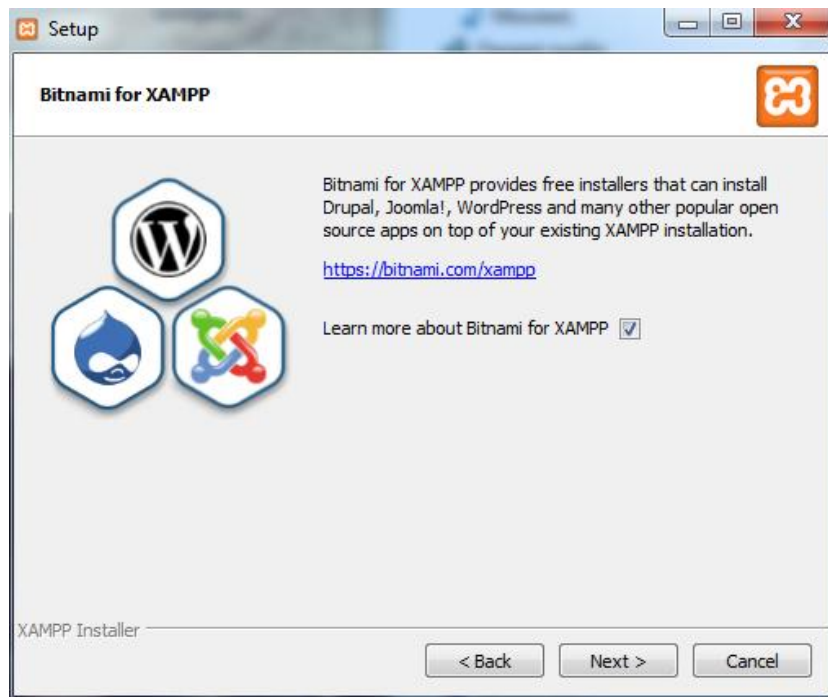 Setup
Bitnami for XAMPP
Bitnami for XAMPP provides free installers that can install
Drupal, Joomla!, WordPress and many other popular open
source apps on top of your existing XAMPP installation.
https://bitnami.com/xampp
Learn more about Bitnami for XAMPP
XAMPP Installer
< Back
Next >
Cancel